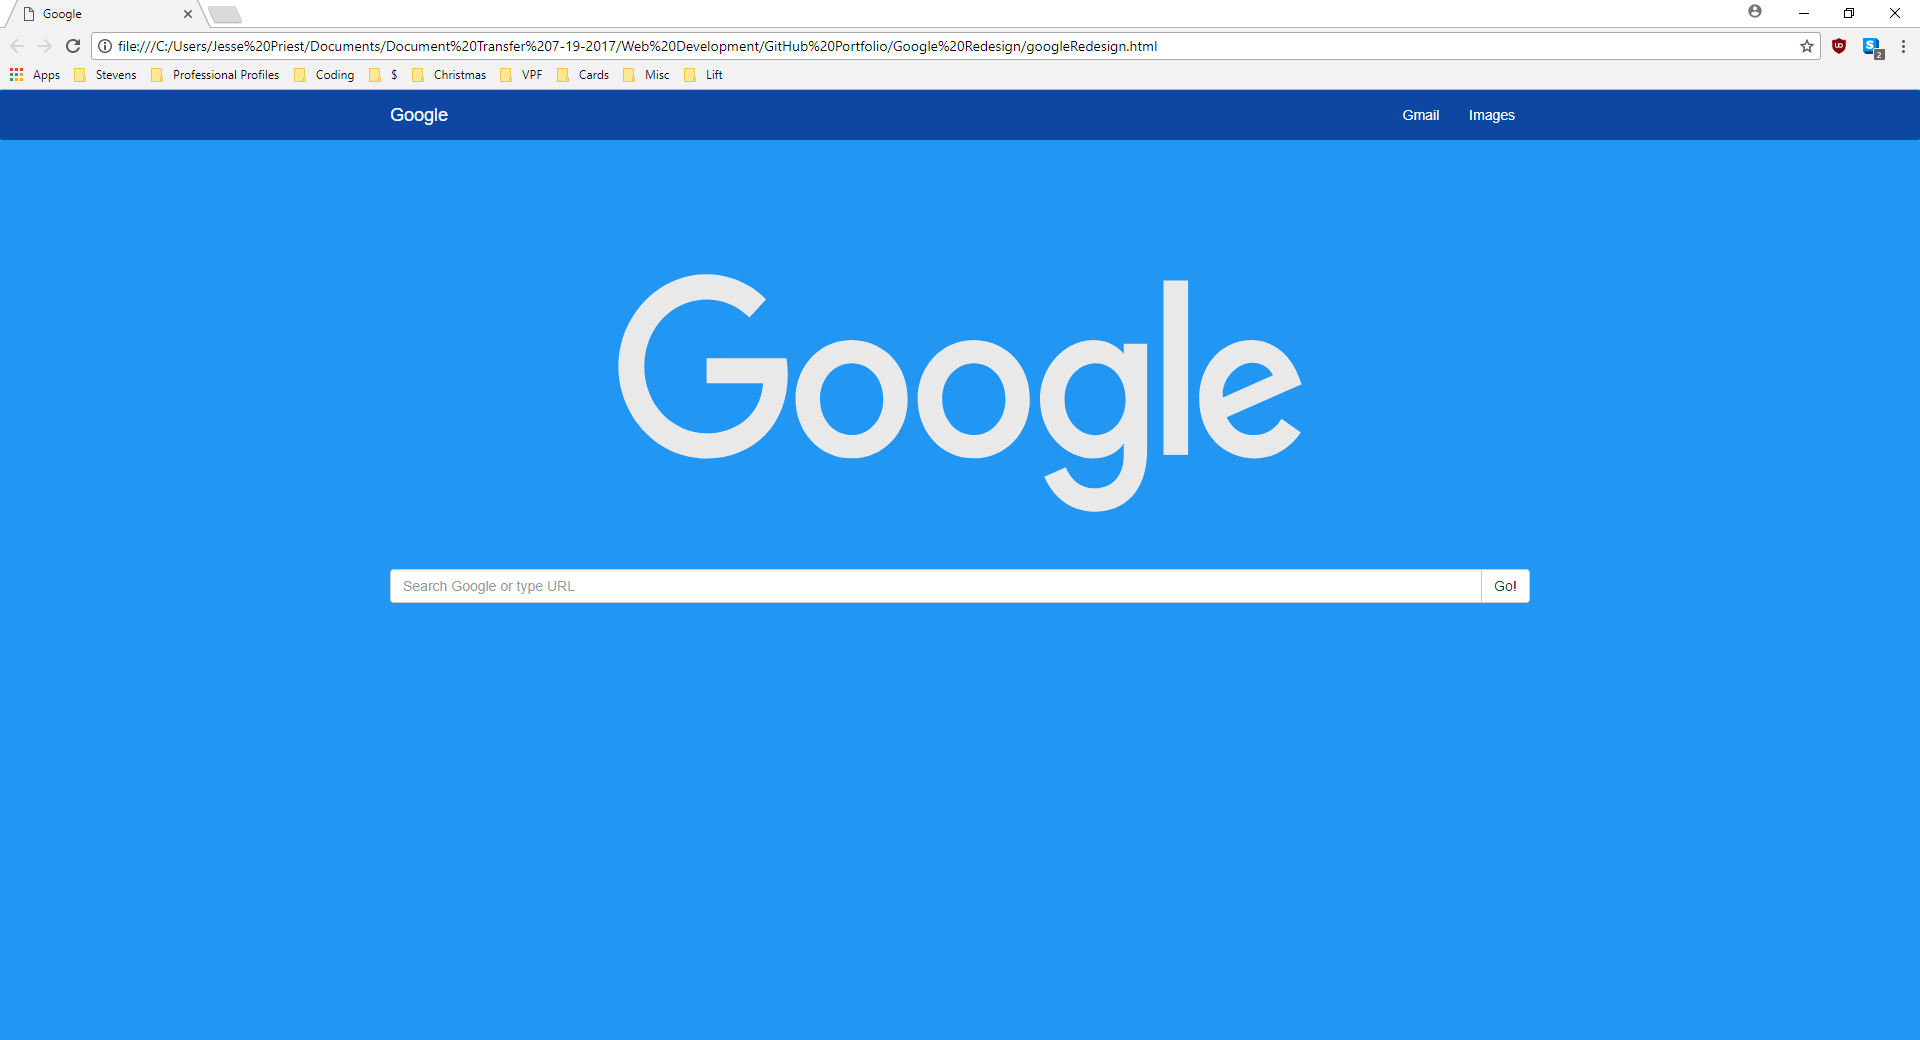 Google
file:///C:/Users/Jesse%20Priest/Documents/Document%20Transfer%207-19-2017/Web%20Development/GitHub%20Portfolio/Google%20Redesign/googleRedesign.html
UD S 2
Apps Stevens Professional Profiles Coding $ Christmas VPF Cards Misc Lift
Google Gmail Images
Google
Search Google or type URL Go!